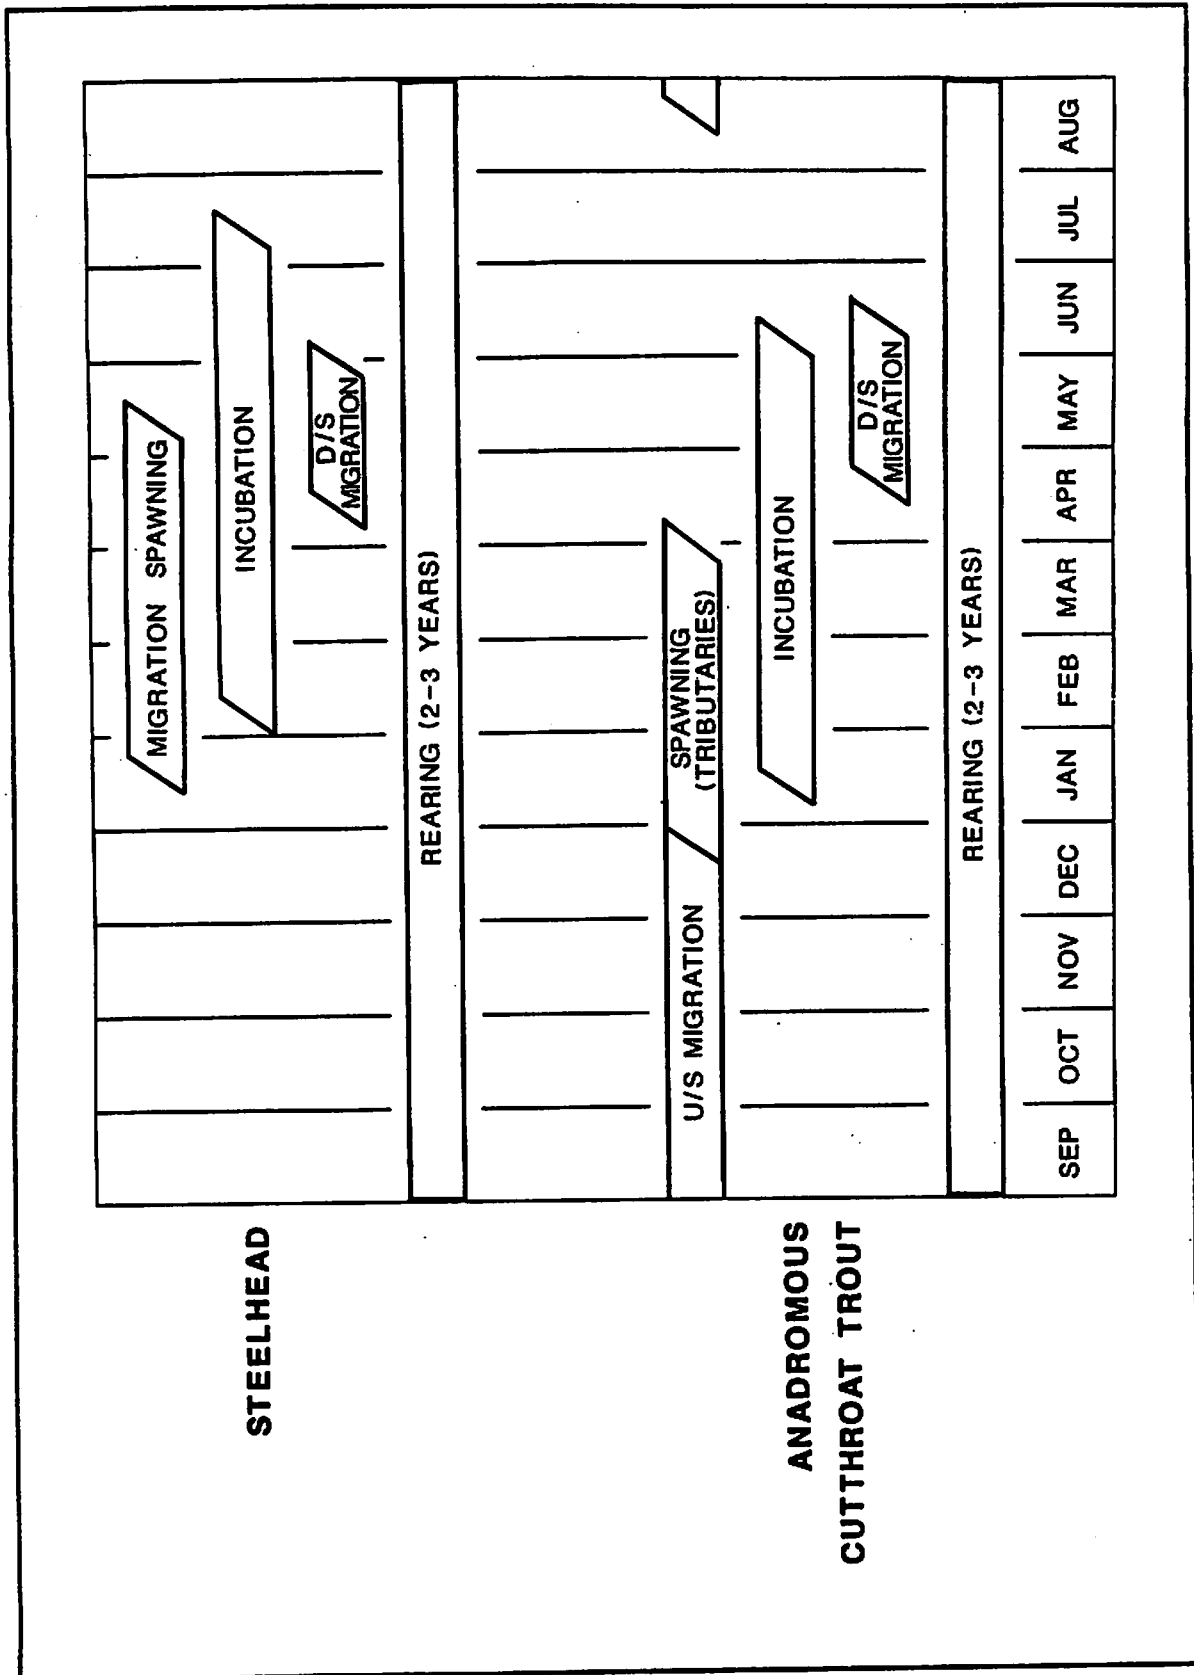 STEELHEAD
MIGRATION SPAWNING
INCUBATION
D/S
MIGRATION
REARING (2-3 YEARS)
ANADROMOUS
CUTTHROAT TROUT
U/S MIGRATION
SPAWNING
(TRIBUTARIES)
INCUBATION
D/S
MIGRATION
REARING (2-3 YEARS)
SEP OCT NOV DEC JAN FEB MAR APR MAY JUN JUL AUG